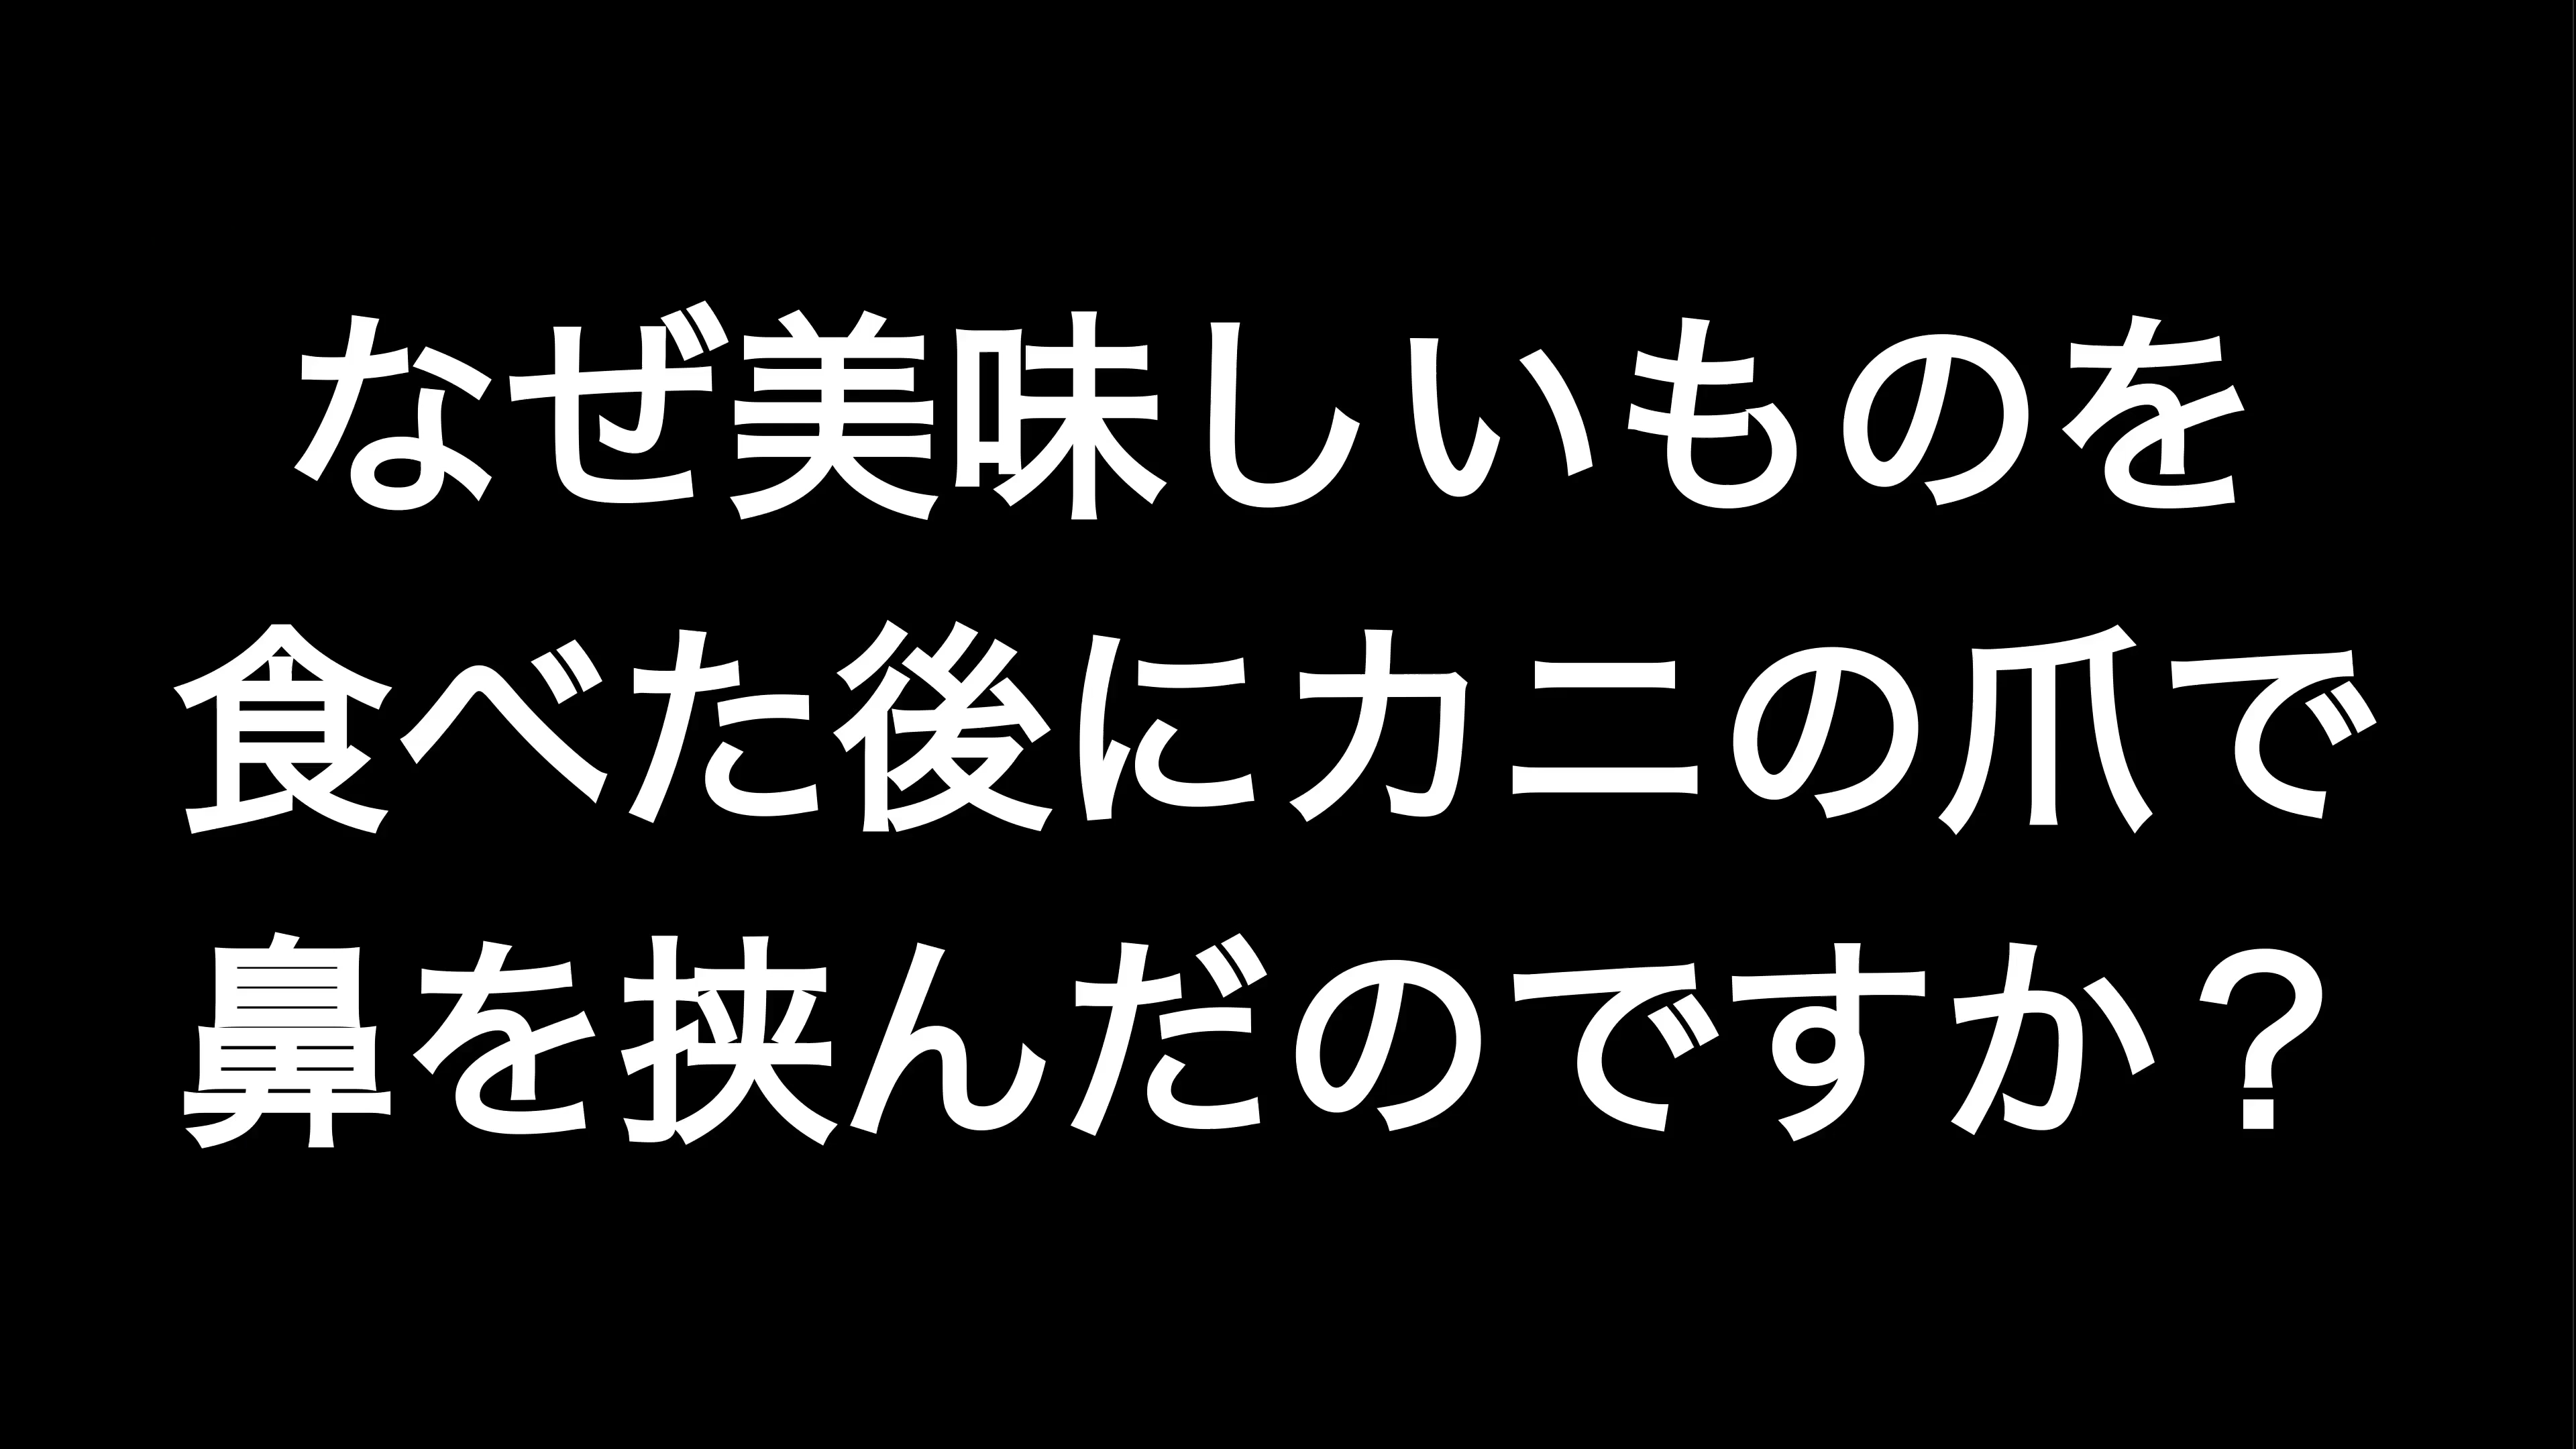 なぜ美味しいものを
食べた後にカニの爪で
鼻を挟んだのですか？